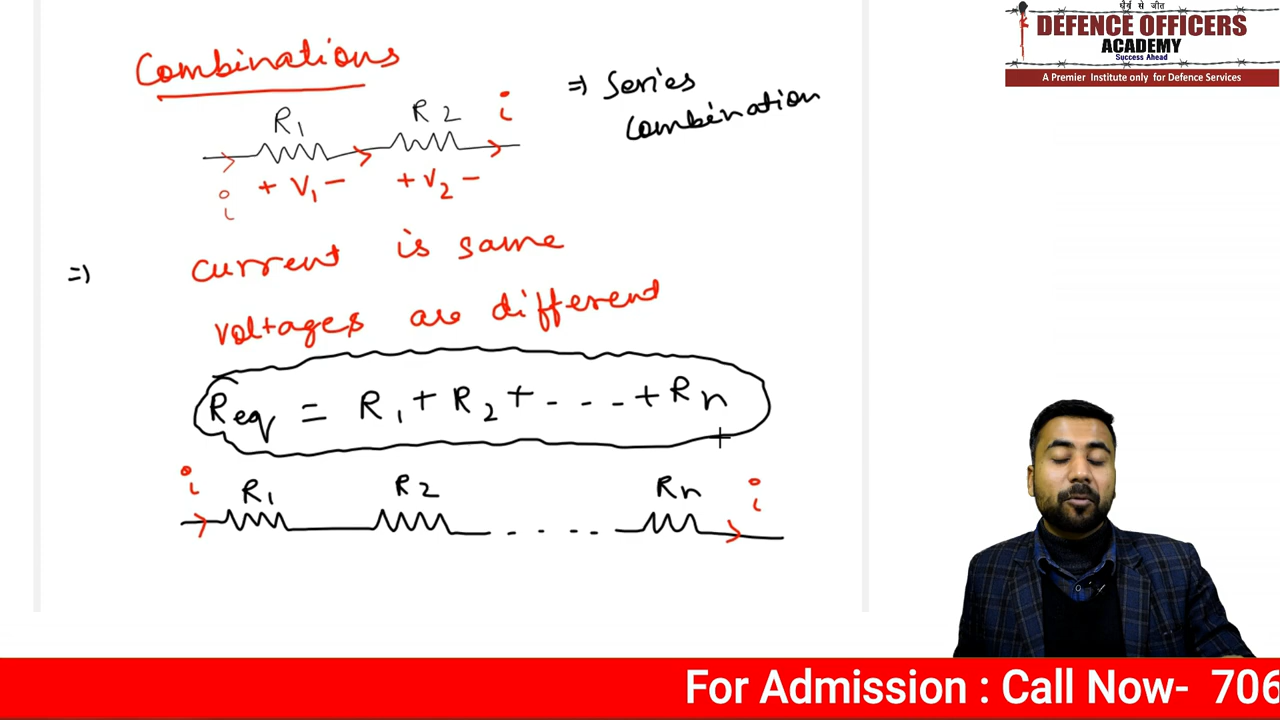 धैर्य से जीत
DEFENCE OFFICERS
ACADEMY
Success Ahead
A Premier Institute only for Defence Services
Combinations
⇒ Series
combination
R1 R2 i
i + V1 - + V2 -
⇒ current is same
voltages are different
Req = R1 + R2 + - - - + Rn
i R1 R2 Rn i
For Admission : Call Now- 706